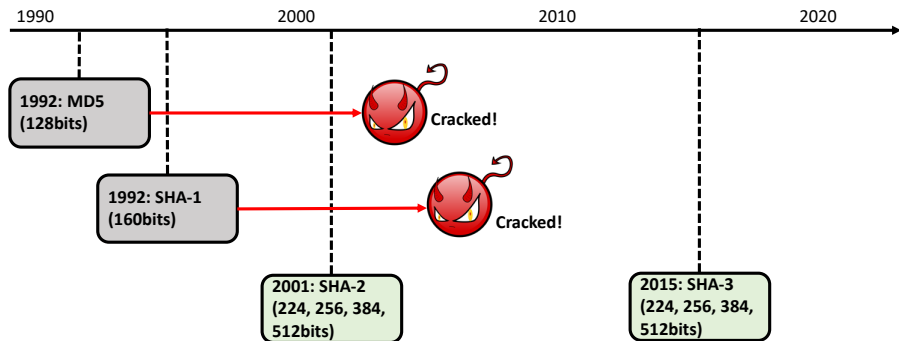 1990 2000 2010 2020
1992: MD5
(128bits)
Cracked!
1992: SHA-1
(160bits)
Cracked!
2001: SHA-2
(224, 256, 384,
512bits)
2015: SHA-3
(224, 256, 384,
512bits)